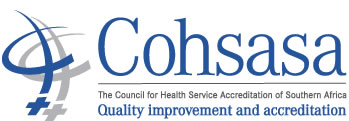 Cohsasa
The Council for Health Service Accreditation of Southern Africa
Quality improvement and accreditation